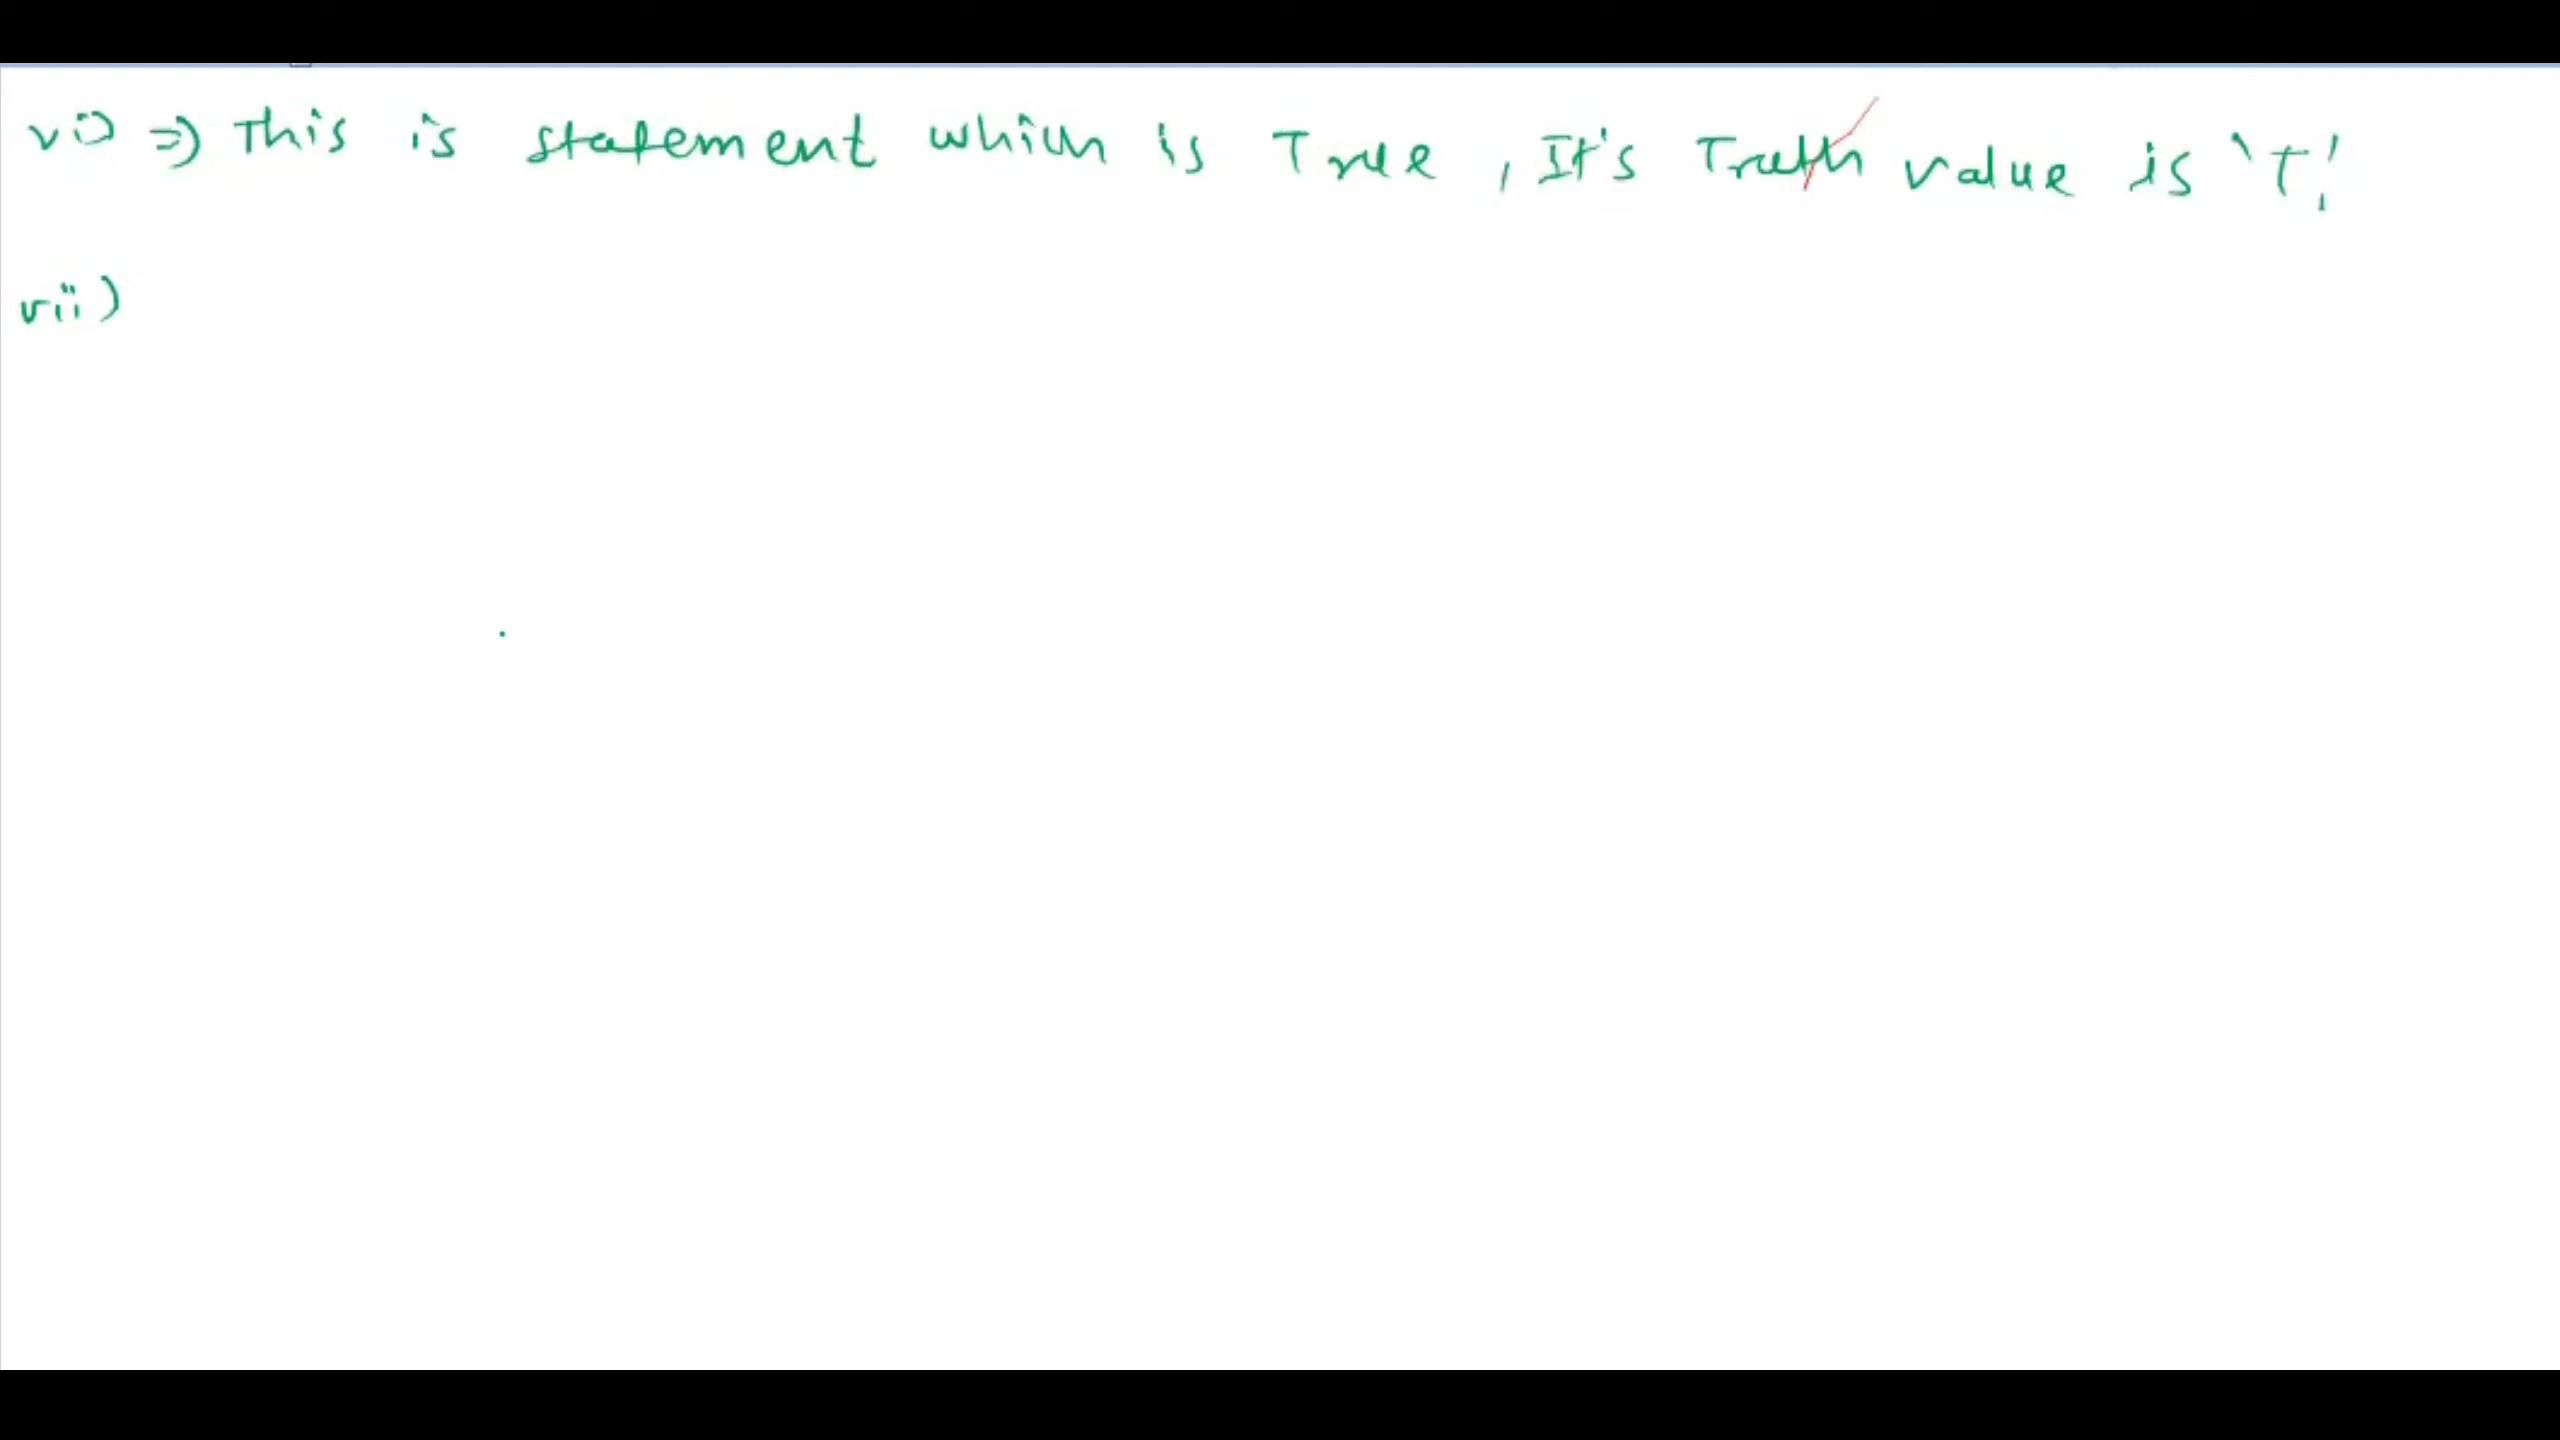 vi) => This is statement which is True , It's Truth value is 'T'.
vii)